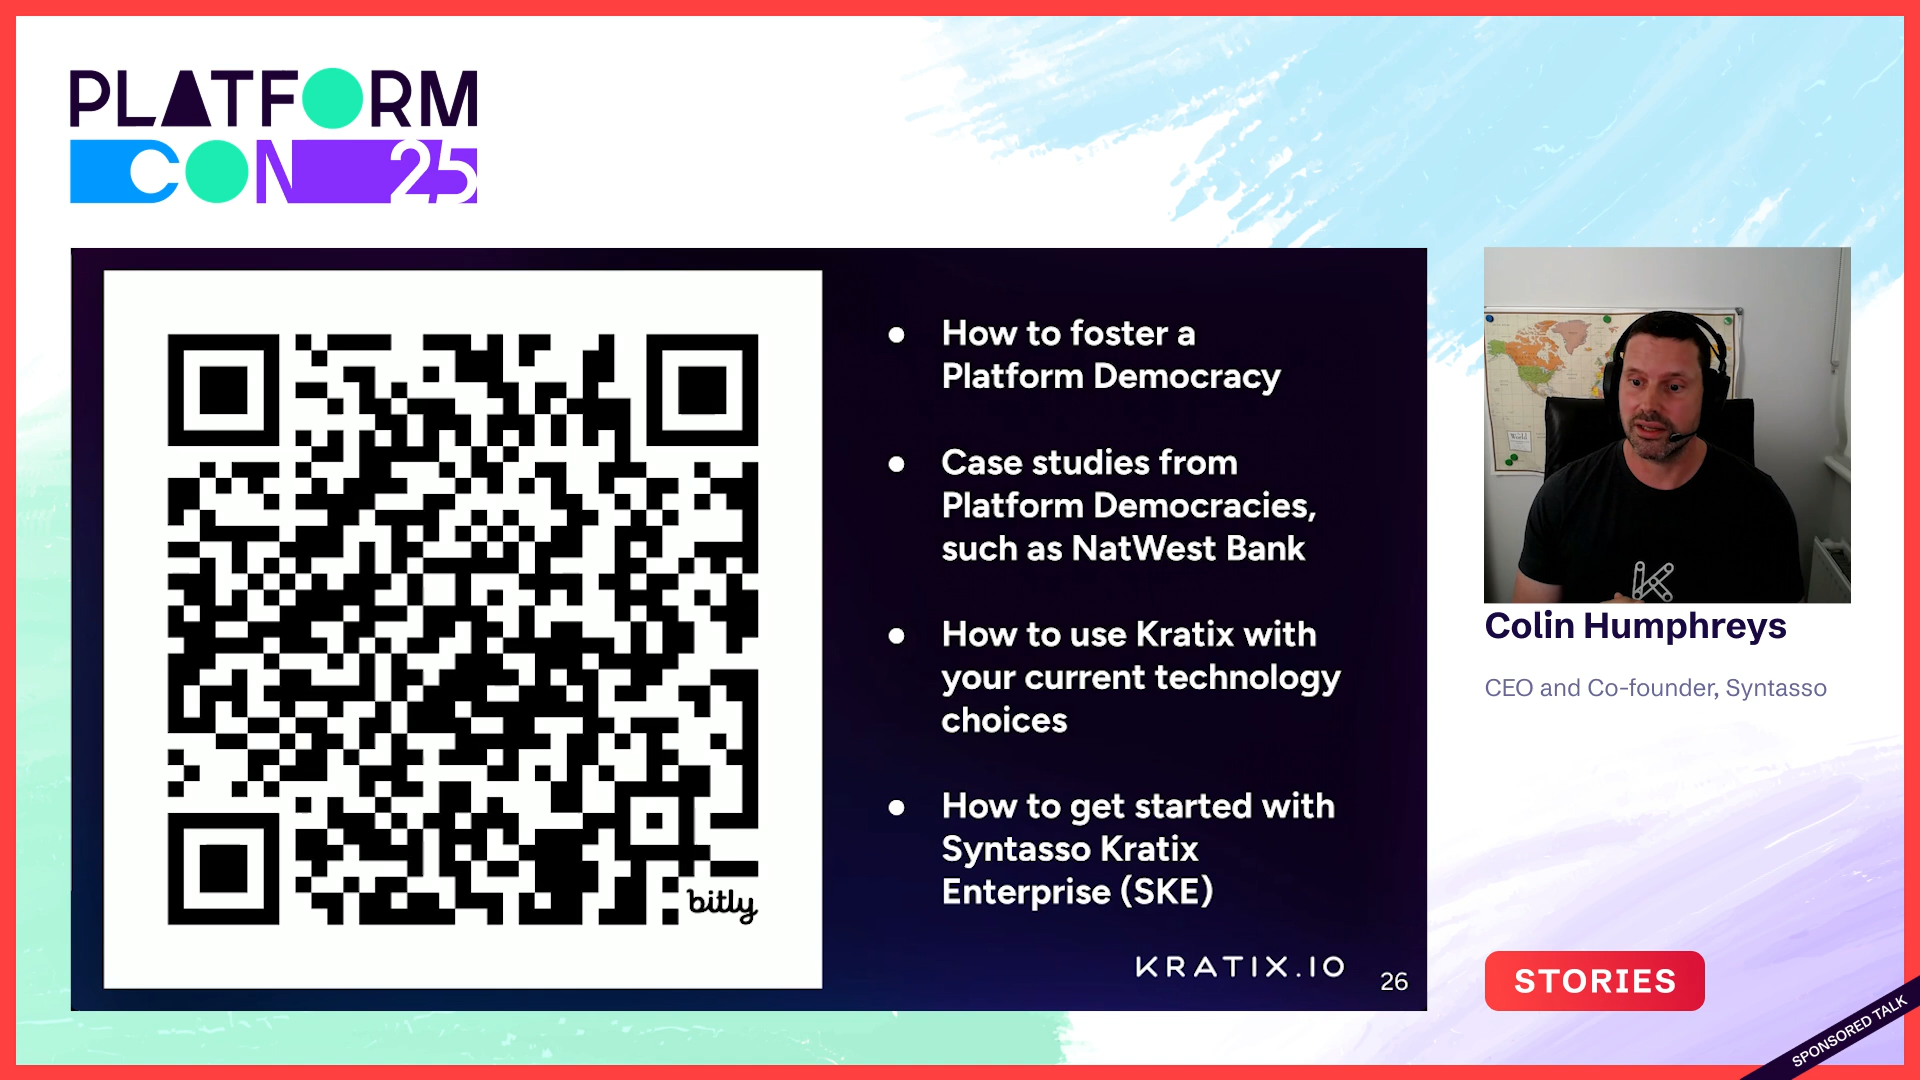 PLATFORM
CON 25
bitly
● How to foster a
Platform Democracy
● Case studies from
Platform Democracies,
such as NatWest Bank
● How to use Kratix with
your current technology
choices
● How to get started with
Syntasso Kratix
Enterprise (SKE)
KRATIX.IO
26
World
Colin Humphreys
CEO and Co-founder, Syntasso
STORIES
SPONSORED TALK